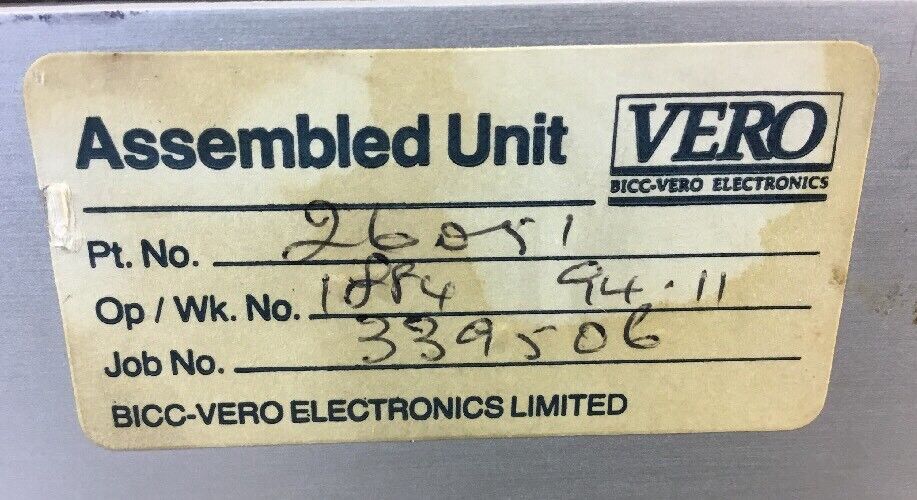 Assembled Unit
VERO
BICC-VERO ELECTRONICS
Pt. No. 26051
Op / Wk. No. 1884 94.11
Job No. 339506
BICC-VERO ELECTRONICS LIMITED